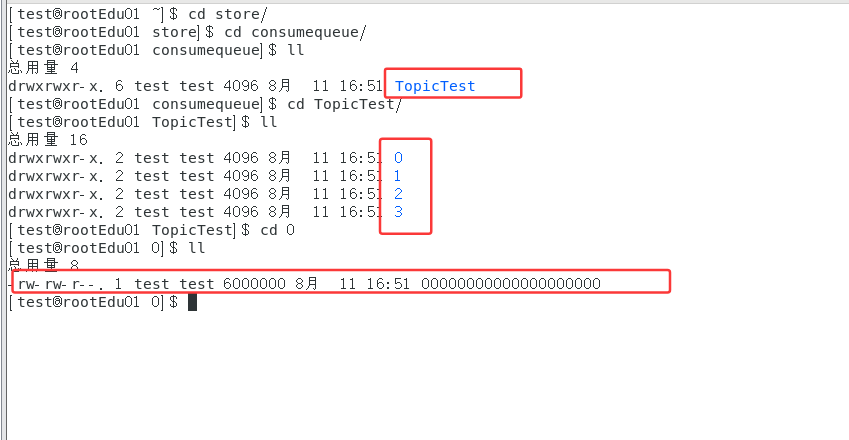 [test@rootEdu01 ~]$ cd store/
[test@rootEdu01 store]$ cd consumequeue/
[test@rootEdu01 consumequeue]$ ll
总用量 4
drwxrwxr-x. 6 test test 4096 8月  11 16:51 TopicTest
[test@rootEdu01 consumequeue]$ cd TopicTest/
[test@rootEdu01 TopicTest]$ ll
总用量 16
drwxrwxr-x. 2 test test 4096 8月  11 16:51 0
drwxrwxr-x. 2 test test 4096 8月  11 16:51 1
drwxrwxr-x. 2 test test 4096 8月  11 16:51 2
drwxrwxr-x. 2 test test 4096 8月  11 16:51 3
[test@rootEdu01 TopicTest]$ cd 0
[test@rootEdu01 0]$ ll
总用量 8
-rw-rw-r--. 1 test test 6000000 8月  11 16:51 00000000000000000000
[test@rootEdu01 0]$